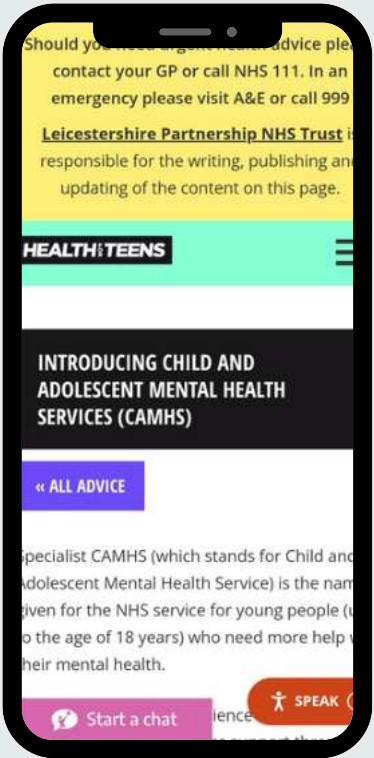 Should you need urgent health advice
contact your GP or call NHS 111. In an
emergency please visit A&E or call 999
Leicestershire Partnership NHS Trust is
responsible for the writing, publishing and
updating of the content on this page.
HEALTH FOR TEENS
INTRODUCING CHILD AND
ADOLESCENT MENTAL HEALTH
SERVICES (CAMHS)
« ALL ADVICE
Specialist CAMHS (which stands for Child and
Adolescent Mental Health Service) is the
given for the NHS service for young people
the age of 18 years) who need more help
their mental health.
Start a chat
SPEAK